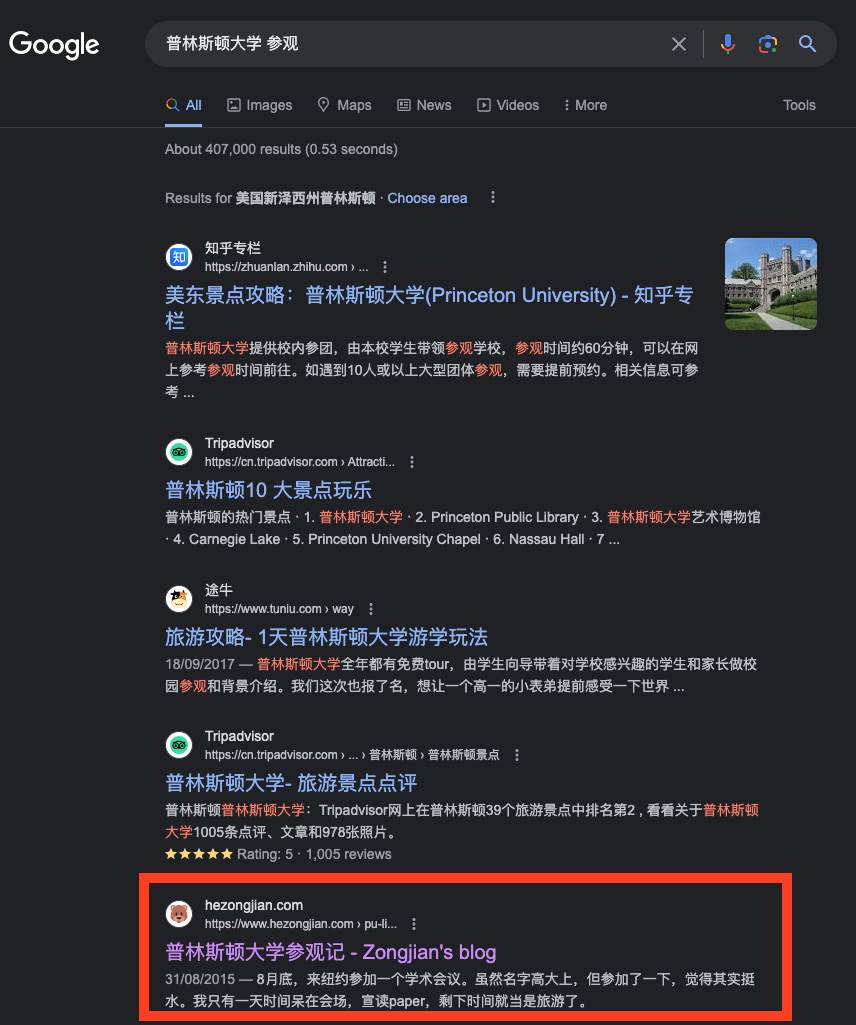 Google
普林斯顿大学 参观
All Images Maps News Videos More Tools
About 407,000 results (0.53 seconds)
Results for 美国新泽西州普林斯顿 · Choose area
知
知乎专栏
https://zhuanlan.zhihu.com › ...
美东景点攻略：普林斯顿大学(Princeton University) - 知乎专
栏
普林斯顿大学提供校内参团，由本校学生带领参观学校，参观时间约60分钟，可以在网
上参考参观时间前往。如遇到10人或以上大型团体参观，需要提前预约。相关信息可参
考 ...
Tripadvisor
https://cn.tripadvisor.com › Attracti...
普林斯顿10 大景点玩乐
普林斯顿的热门景点 · 1. 普林斯顿大学 · 2. Princeton Public Library · 3. 普林斯顿大学艺术博物馆
· 4. Carnegie Lake · 5. Princeton University Chapel · 6. Nassau Hall · 7 ...
途牛
https://www.tuniu.com › way
旅游攻略- 1天普林斯顿大学游学玩法
18/09/2017 — 普林斯顿大学全年都有免费tour，由学生向导带着对学校感兴趣的学生和家长做校
园参观和背景介绍。我们这次也报了名，想让一个高一的小表弟提前感受一下世界 ...
Tripadvisor
https://cn.tripadvisor.com › ... › 普林斯顿 › 普林斯顿景点
普林斯顿大学- 旅游景点点评
普林斯顿普林斯顿大学：Tripadvisor网上在普林斯顿39个旅游景点中排名第2 , 看看关于普林斯顿
大学1005条点评、文章和978张照片。
★★★★★ Rating: 5 · 1,005 reviews
hezongjian.com
https://www.hezongjian.com › pu-li...
普林斯顿大学参观记 - Zongjian's blog
31/08/2015 — 8月底，来纽约参加一个学术会议。虽然名字高大上，但参加了一下，觉得其实挺
水。我只有一天时间呆在会场，宣读paper，剩下时间就当是旅游了。